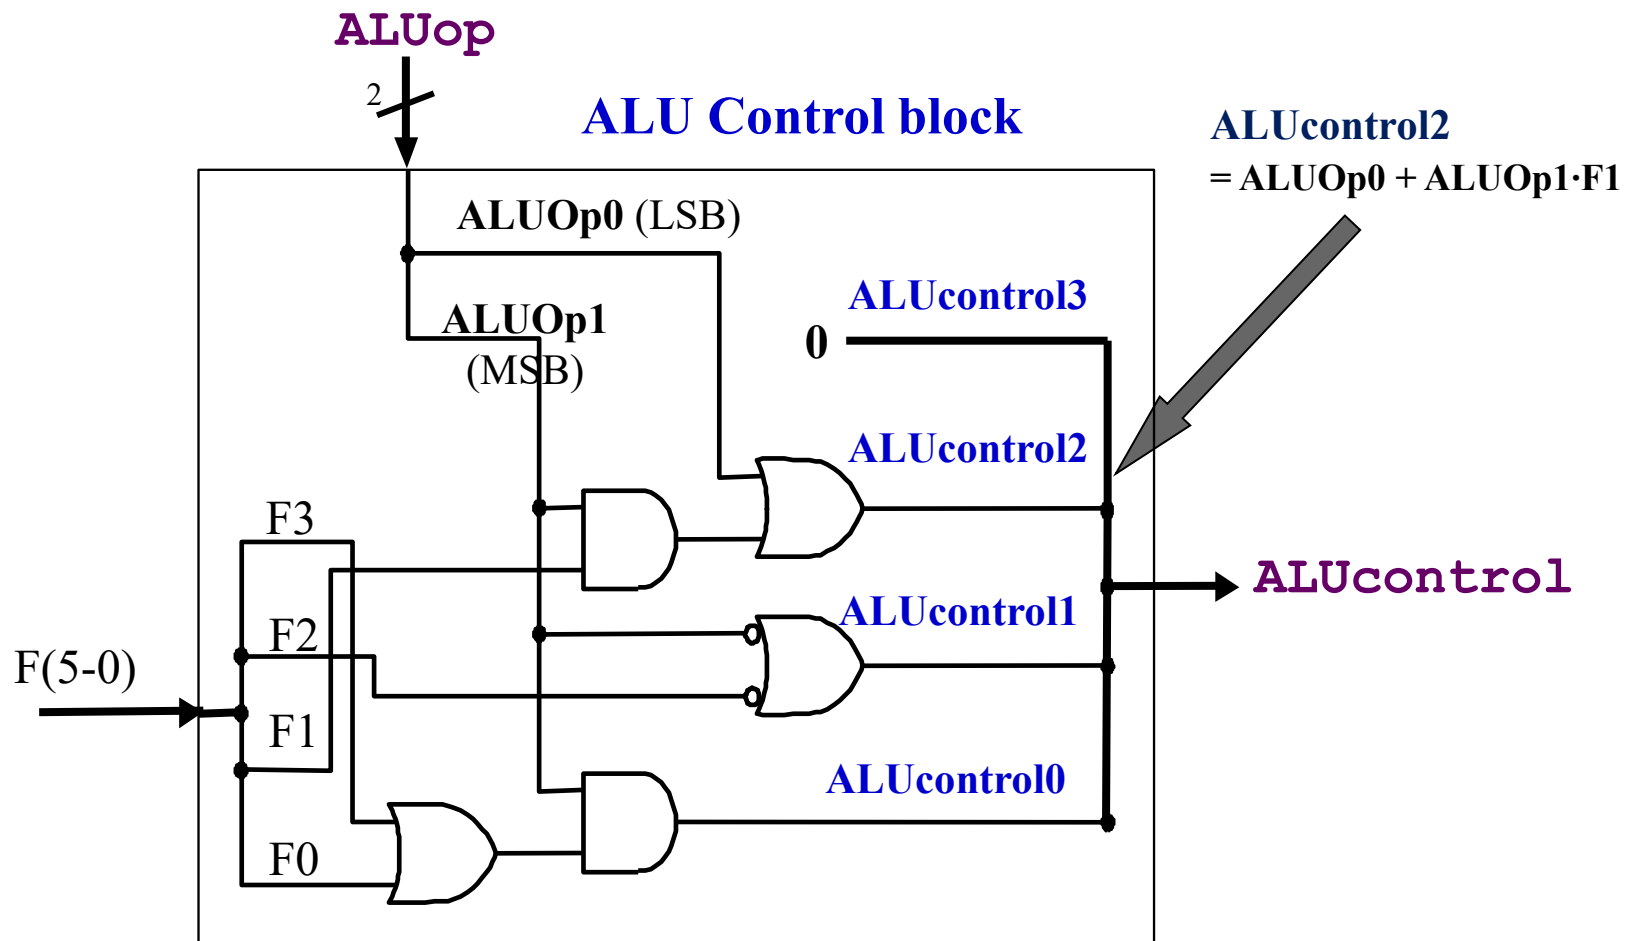 ALUop
2
ALU Control block
ALUcontrol2
= ALUOp0 + ALUOp1·F1
ALUOp0 (LSB)
ALUcontrol3
ALUOp1
0
(MSB)
ALUcontrol2
F3
ALUcontrol
ALUcontrol1
F2
F(5-0)
F1
ALUcontrol0
F0